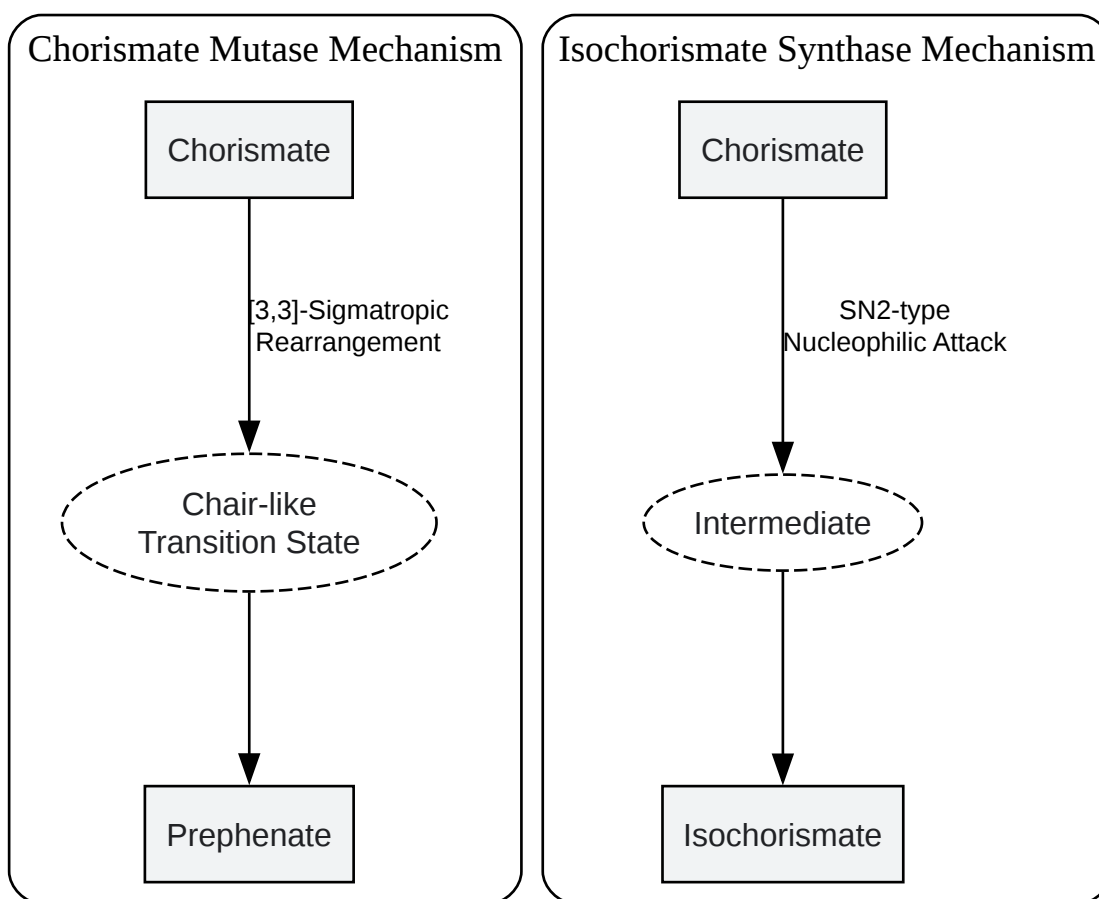 Chorismate Mutase Mechanism
Chorismate
[3,3]-Sigmatropic
Rearrangement
Chair-like
Transition State
Prephenate
Isochorismate Synthase Mechanism
Chorismate
SN2-type
Nucleophilic Attack
Intermediate
Isochorismate